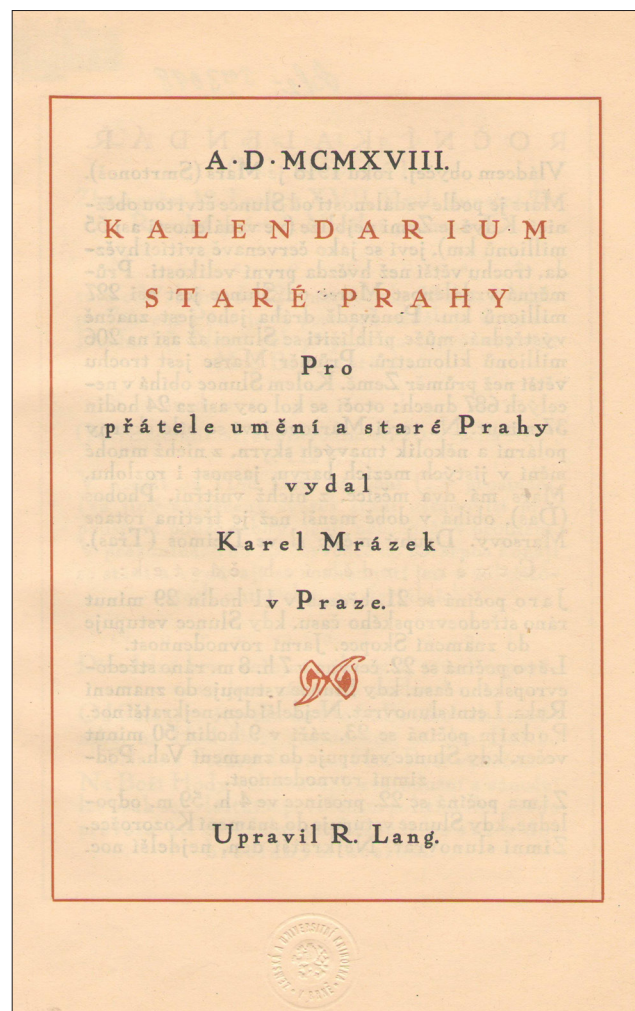 A·D·MCMXVIII.
KALENDARIUM
STARÉ PRAHY
Pro
přátele umění a staré Prahy
vydal
Karel Mrázek
v Praze.
Upravil R. Lang.